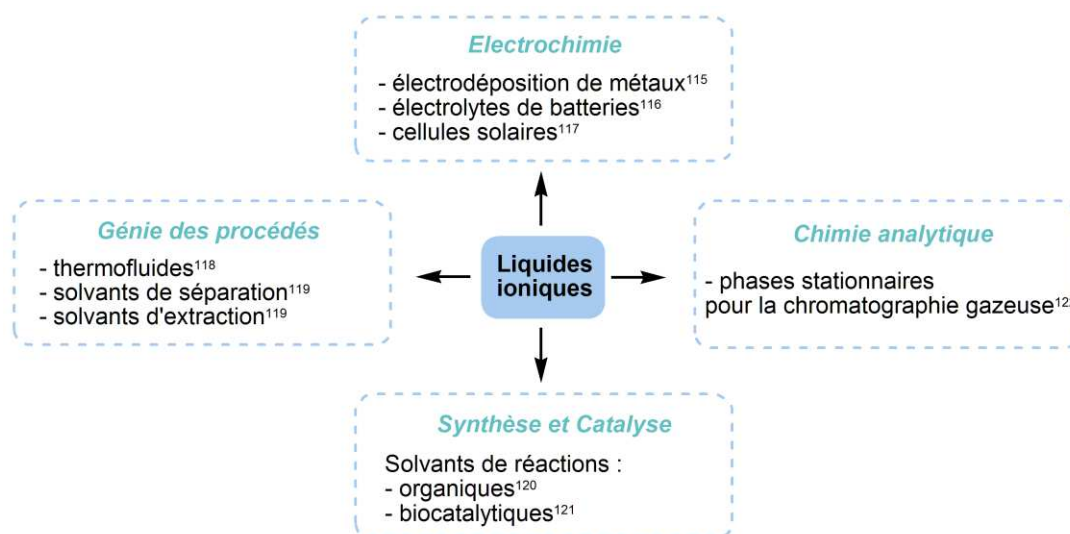 Electrochimie
- électrodéposition de métaux¹¹⁵
- électrolytes de batteries¹¹⁶
- cellules solaires¹¹⁷
Génie des procédés
- thermofluides¹¹⁸
- solvants de séparation¹¹⁹
- solvants d'extraction¹¹⁹
Liquides
ioniques
Chimie analytique
- phases stationnaires
pour la chromatographie gazeuse
Synthèse et Catalyse
Solvants de réactions :
- organiques¹²⁰
- biocatalytiques¹²¹